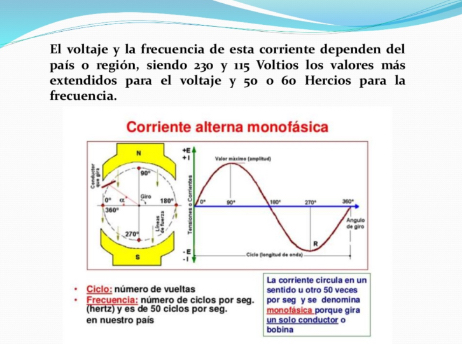 El voltaje y la frecuencia de esta corriente dependen del
país o región, siendo 230 y 115 Voltios los valores más
extendidos para el voltaje y 50 o 60 Hercios para la
frecuencia.
Corriente alterna monofásica
Conductor
que gira
N
90°
0°
α
Giro
180°
360°
270°
Líneas
de fuerza
S
+E
+I
Tensiones o Corrientes
- E
- I
Valor máximo (amplitud)
0°
90°
180°
270°
360°
Angulo
de giro
R
Ciclo (longitud de onda)
• Ciclo: número de vueltas
• Frecuencia: número de ciclos por seg.
(hertz) y es de 50 ciclos por seg.
en nuestro país
La corriente circula en un
sentido u otro 50 veces
por seg y se denomina
monofásica porque gira
un solo conductor o
bobina